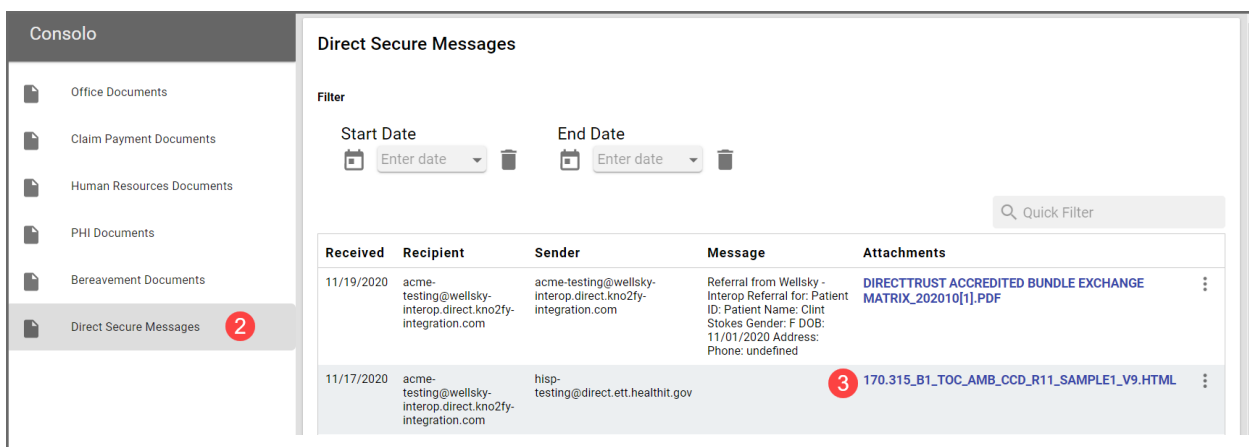 Consolo
Office Documents
Claim Payment Documents
Human Resources Documents
PHI Documents
Bereavement Documents
Direct Secure Messages 2
Direct Secure Messages
Filter
Start Date End Date
Enter date Enter date
Quick Filter
Received Recipient Sender Message Attachments
11/19/2020
acme-
testing@wellsky-
interop.direct.kno2fy-
integration.com
acme-testing@wellsky-
interop.direct.kno2fy-
integration.com
Referral from Wellsky -
Interop Referral for: Patient
ID: Patient Name: Clint
Stokes Gender: F DOB:
11/01/2020 Address:
Phone: undefined
DIRECTTRUST ACCREDITED BUNDLE EXCHANGE
MATRIX_202010[1].PDF
11/17/2020
acme-
testing@wellsky-
interop.direct.kno2fy-
integration.com
hisp-
testing@direct.ett.healthit.gov
3 170.315_B1_TOC_AMB_CCD_R11_SAMPLE1_V9.HTML